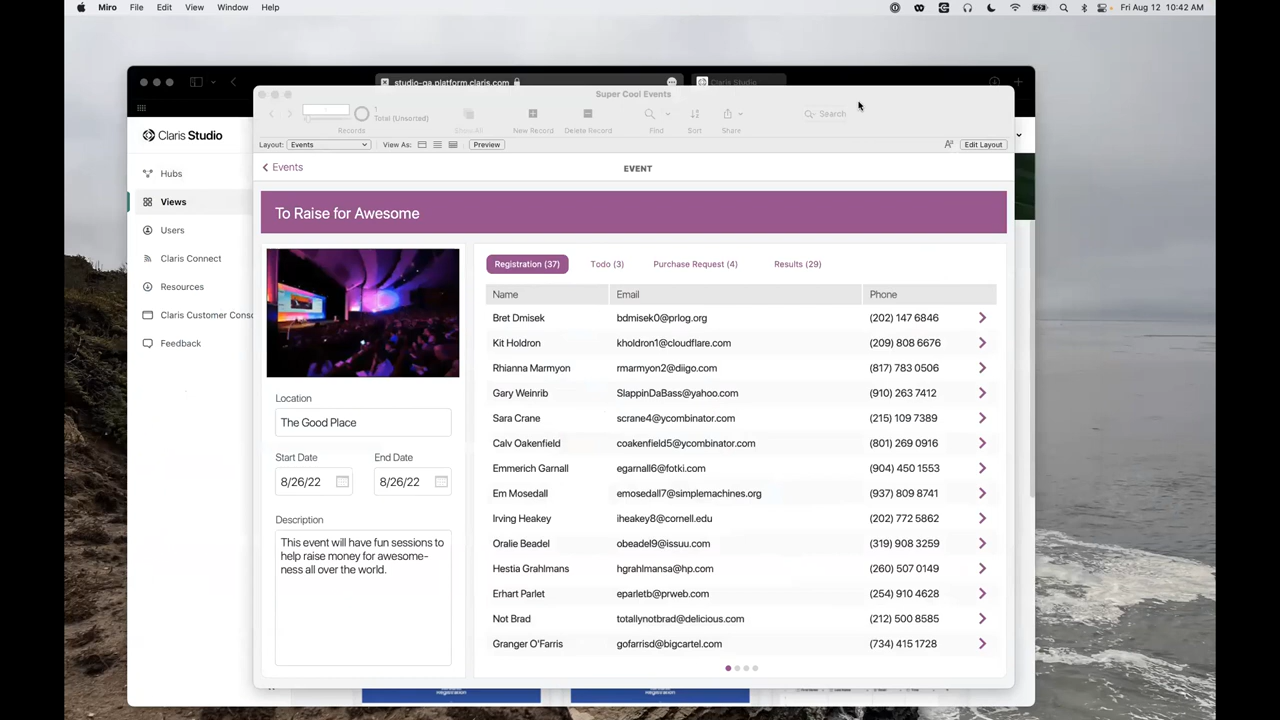 Miro File Edit View Window Help Fri Aug 12 10:42 AM
studio-qa.platform.claris.com Claris Studio
Super Cool Events
1
Total (Unsorted)
Search
Records Show All New Record Delete Record Find Sort Share
Layout: Events View As: Preview Edit Layout
Claris Studio
Hubs
Views
Users
Claris Connect
Resources
Claris Customer Conso
Feedback
Events
EVENT
To Raise for Awesome
Location
The Good Place
Start Date End Date
8/26/22 8/26/22
Description
This event will have fun sessions to
help raise money for awesome-
ness all over the world.
Registration (37) Todo (3) Purchase Request (4) Results (29)
Name Email Phone
Bret Dmisek bdmisek0@prlog.org (202) 147 6846
Kit Holdron kholdron1@cloudflare.com (209) 808 6676
Rhianna Marmyon rmarmyon2@diigo.com (817) 783 0506
Gary Weinrib SlappinDaBass@yahoo.com (910) 263 7412
Sara Crane scrane4@ycombinator.com (215) 109 7389
Calv Oakenfield coakenfield5@ycombinator.com (801) 269 0916
Emmerich Garnall egarnall6@fotki.com (904) 450 1553
Em Mosedall emosedall7@simplemachines.org (937) 809 8741
Irving Heakey iheakey8@cornell.edu (202) 772 5862
Oralie Beadel obeadel9@issuu.com (319) 908 3259
Hestia Grahlmans hgrahlmansa@hp.com (260) 507 0149
Erhart Parlet eparletb@prweb.com (254) 910 4628
Not Brad totallynotbrad@delicious.com (212) 500 8585
Granger O'Farris gofarrisd@bigcartel.com (734) 415 1728
Registration Registration